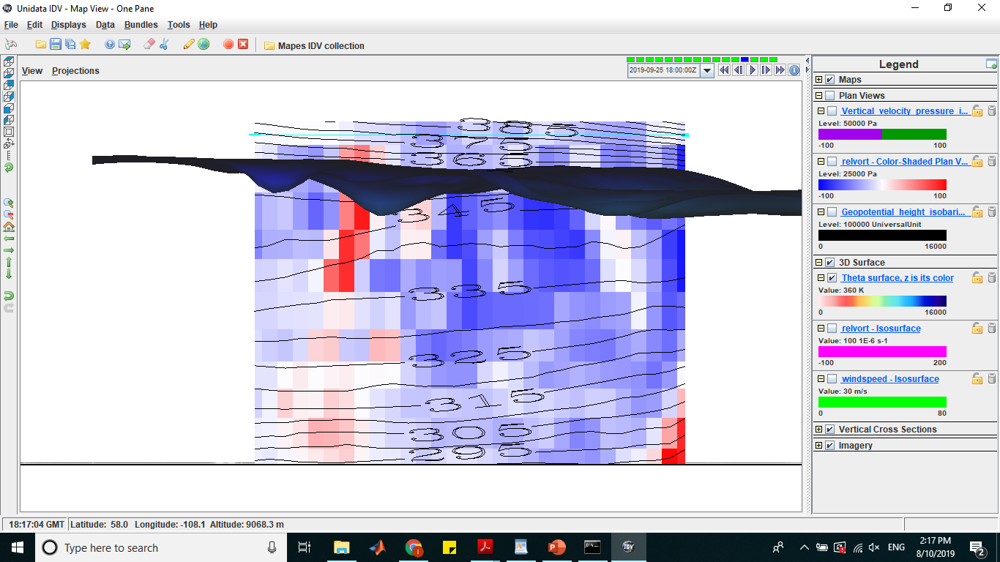 Unidata IDV - Map View - One Pane
File Edit Displays Data Bundles Tools Help
Mapes IDV collection
View Projections
2019-09-25 18:00:00Z
385
365
345
335
325
315
305
295
Legend
Maps
Plan Views
Vertical_velocity_pressure_i...
Level: 50000 Pa
-100 100
relvort - Color-Shaded Plan V...
Level: 25000 Pa
-100 100
Geopotential_height_isobari...
Level: 100000 UniversalUnit
0 16000
3D Surface
Theta surface, z is its color
Value: 360 K
0 16000
relvort - Isosurface
Value: 100 1E-6 s-1
-100 200
windspeed - Isosurface
Value: 30 m/s
0 80
Vertical Cross Sections
Imagery
18:17:04 GMT Latitude: 58.0 Longitude: -108.1 Altitude: 9068.3 m
Type here to search
ENG
2:17 PM
8/10/2019
2